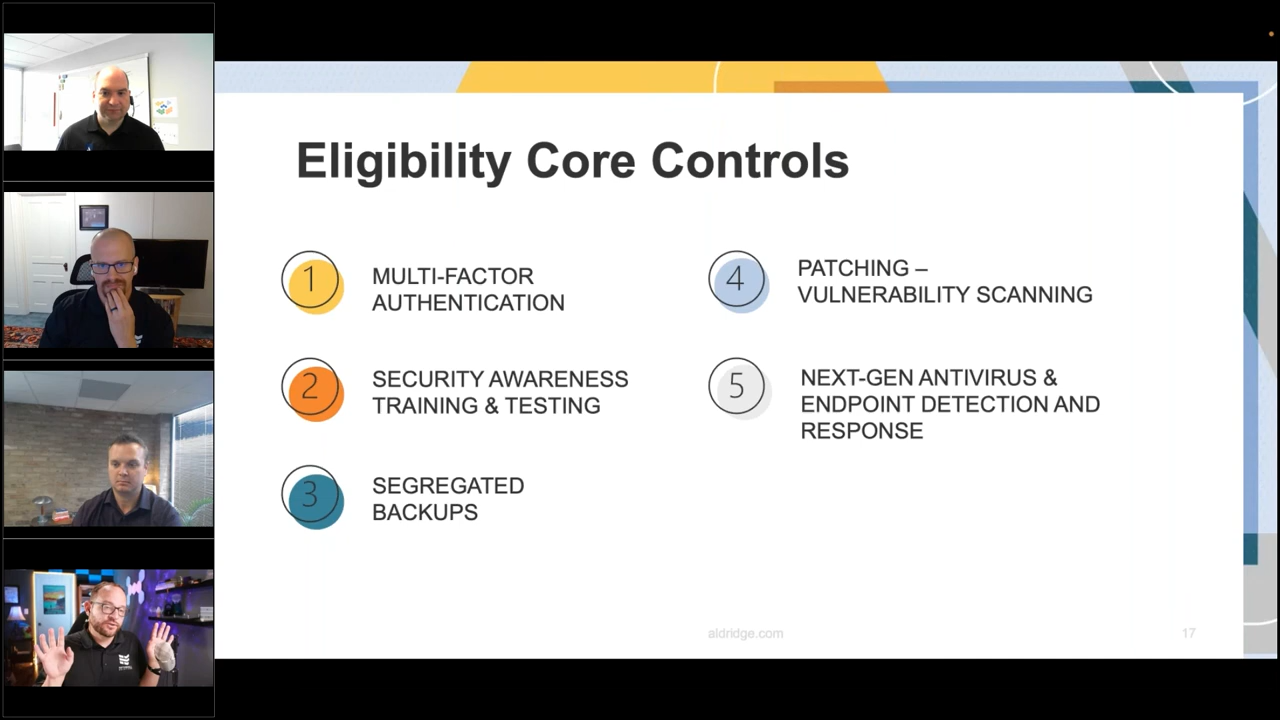 Eligibility Core Controls
1
MULTI-FACTOR
AUTHENTICATION
2
SECURITY AWARENESS
TRAINING & TESTING
3
SEGREGATED
BACKUPS
4
PATCHING –
VULNERABILITY SCANNING
5
NEXT-GEN ANTIVIRUS &
ENDPOINT DETECTION AND
RESPONSE
aldridge.com
17